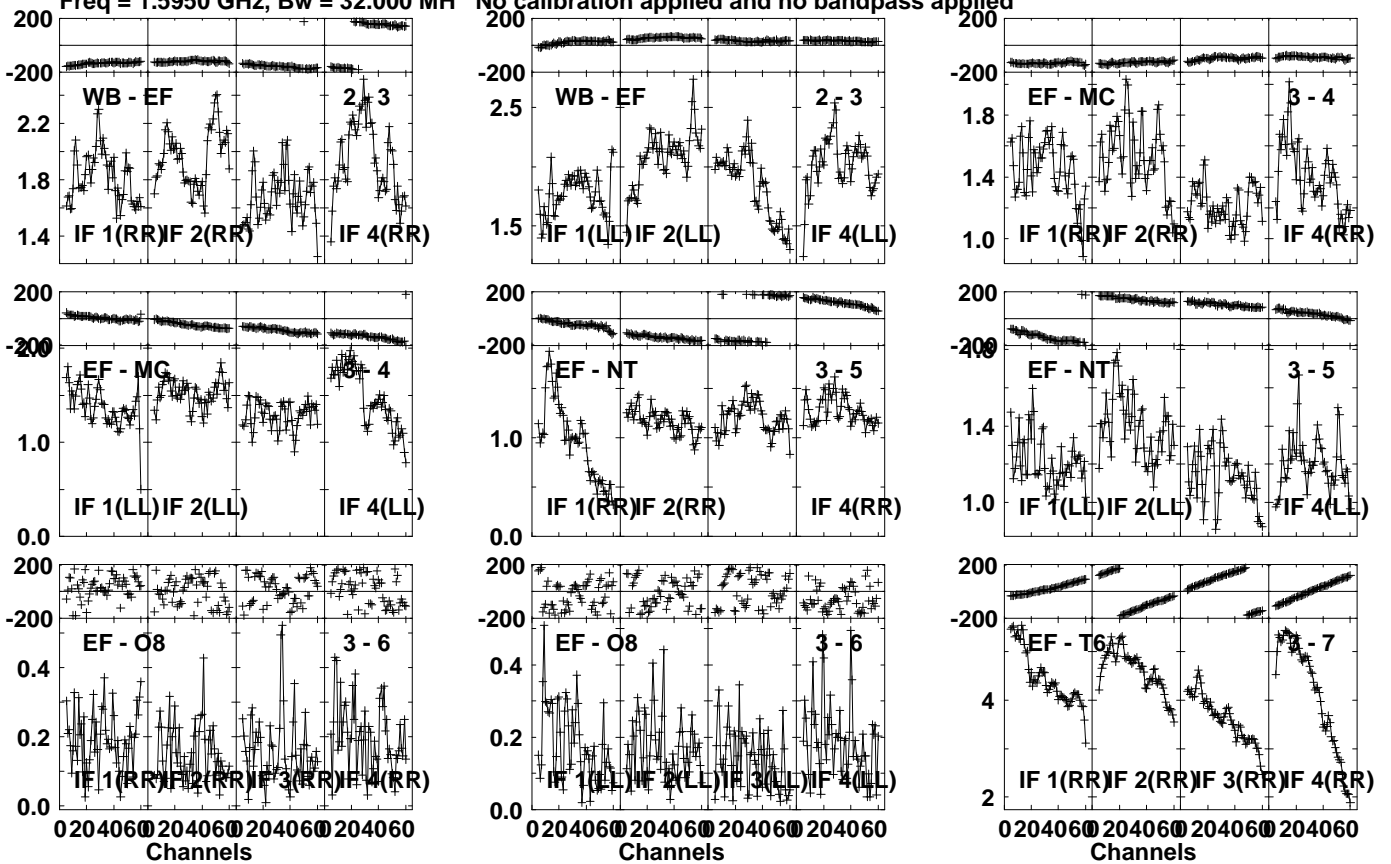 Freq = 1.5950 GHz, Bw = 32.000 MH No calibration applied and no bandpass applied
200
-200
WB - EF 2 - 3
2.2
1.8
1.4
IF 1(RR) IF 2(RR) IF 4(RR)
WB - EF 2 - 3
2.5
1.5
IF 1(LL) IF 2(LL) IF 4(LL)
EF - MC 3 - 4
1.8
1.4
1.0
IF 1(RR) IF 2(RR) IF 4(RR)
200
-200
2.0
EF - MC 3 - 4
1.0
0.0
IF 1(LL) IF 2(LL) IF 4(LL)
200
-200
EF - NT 3 - 5
1.0
0.0
IF 1(RR) IF 2(RR) IF 4(RR)
200
-200
1.8
EF - NT 3 - 5
1.4
1.0
IF 1(LL) IF 2(LL) IF 4(LL)
200
-200
EF - O8 3 - 6
0.4
0.2
0.0
IF 1(RR) IF 2(RR) IF 3(RR) IF 4(RR)
0 20 40 60 0 20 40 60 0 20 40 60 0 20 40 60
Channels
200
-200
EF - O8 3 - 6
0.4
0.2
0.0
IF 1(LL) IF 2(LL) IF 3(LL) IF 4(LL)
0 20 40 60 0 20 40 60 0 20 40 60 0 20 40 60
Channels
200
-200
EF - T6 3 - 7
4
2
IF 1(RR) IF 2(RR) IF 3(RR) IF 4(RR)
0 20 40 60 0 20 40 60 0 20 40 60 0 20 40 60
Channels